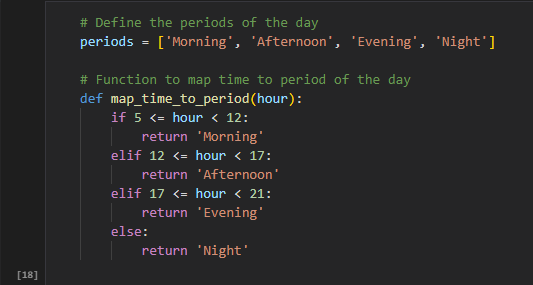 # Define the periods of the day
periods = ['Morning', 'Afternoon', 'Evening', 'Night']

# Function to map time to period of the day
def map_time_to_period(hour):
    if 5 <= hour < 12:
        return 'Morning'
    elif 12 <= hour < 17:
        return 'Afternoon'
    elif 17 <= hour < 21:
        return 'Evening'
    else:
        return 'Night'
[18]